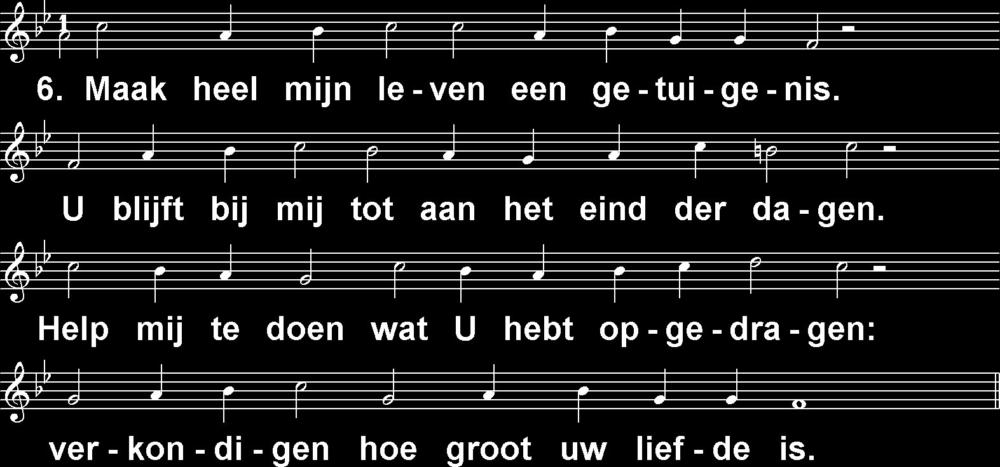 6. Maak heel mijn le - ven een ge - tui - ge - nis.
U blijft bij mij tot aan het eind der da - gen.
Help mij te doen wat U hebt op - ge - dra - gen:
ver - kon - di - gen hoe groot uw lief - de is.